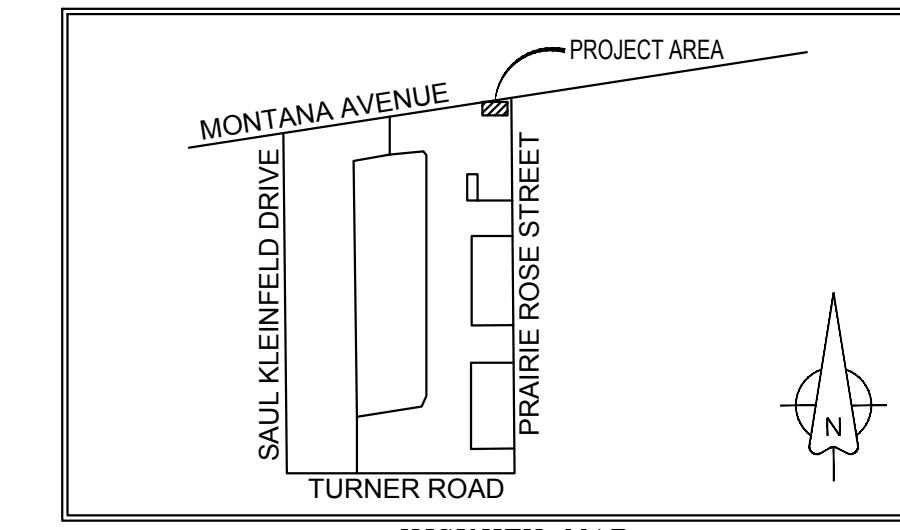 PROJECT AREA
MONTANA AVENUE
SAUL KLEINFELD DRIVE
PRAIRIE ROSE STREET
N
TURNER ROAD